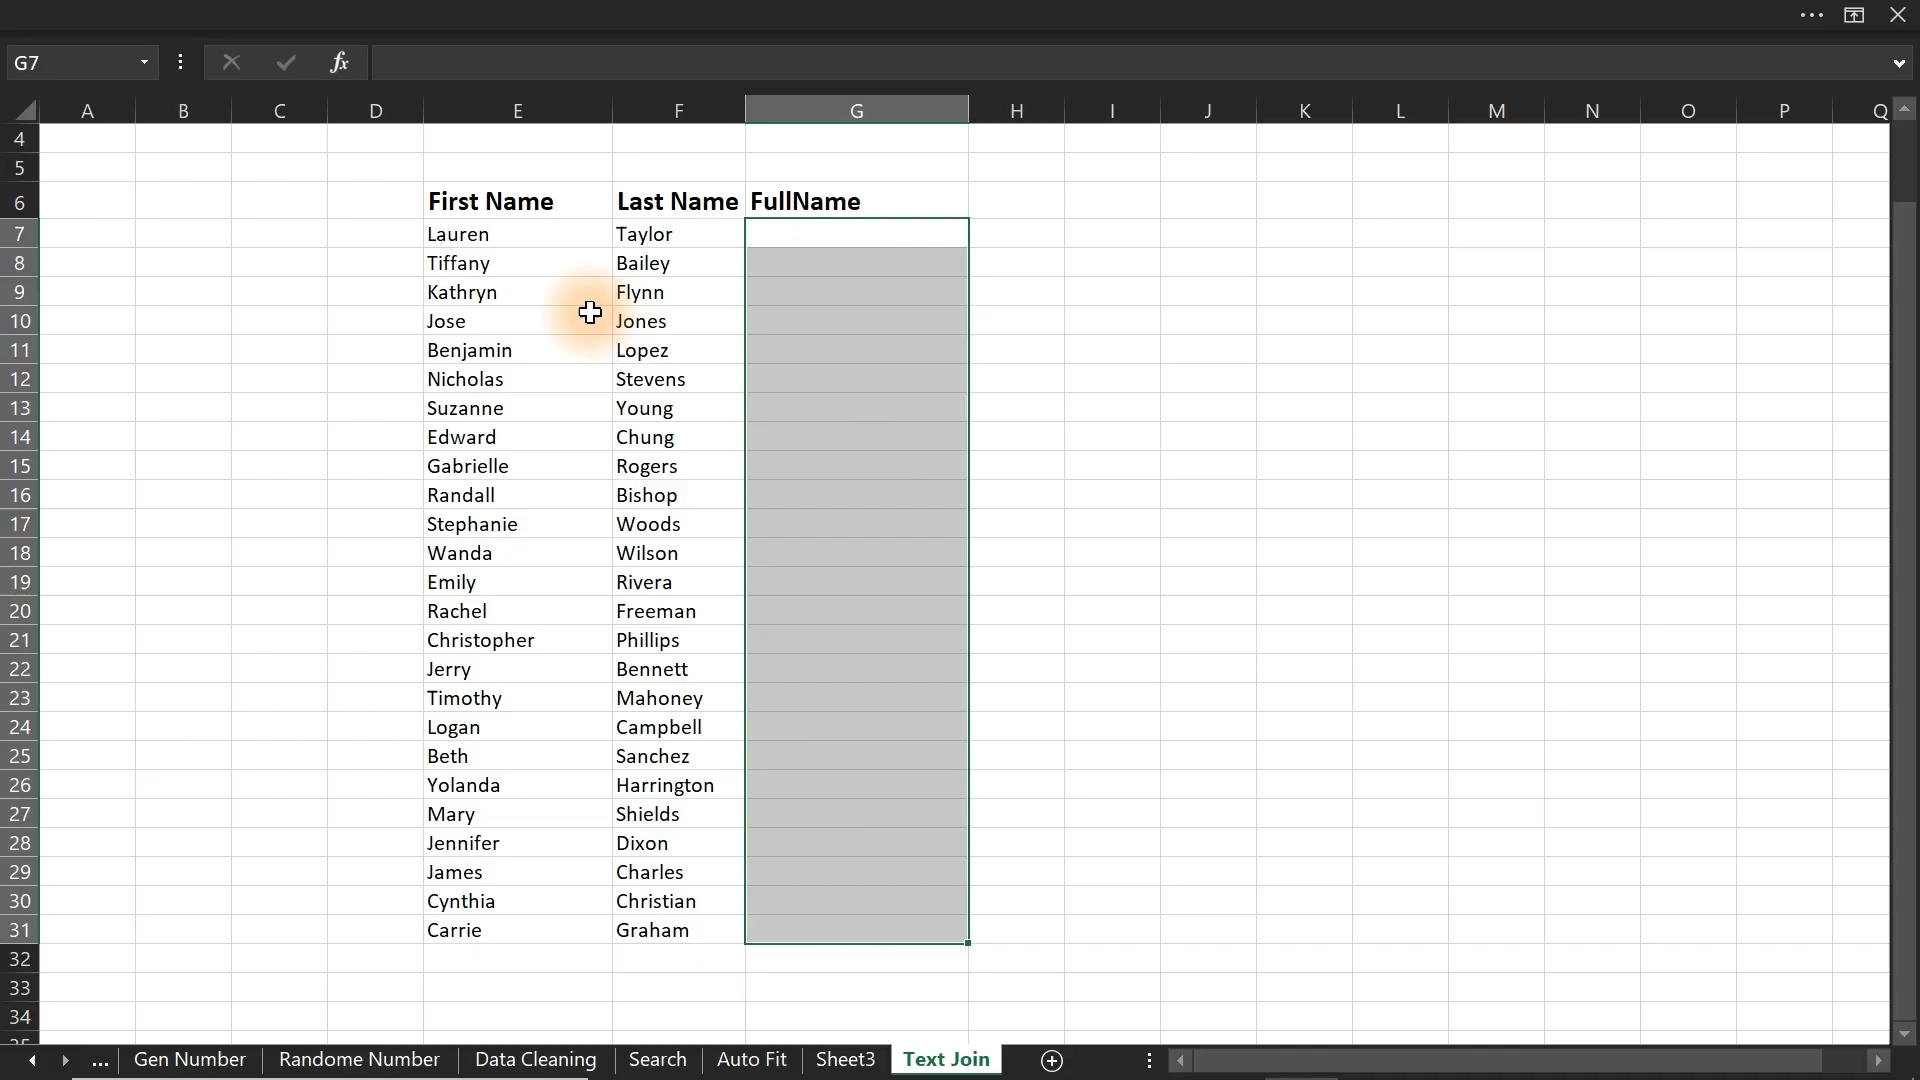 G7
fx
A B C D E F G H I J K L M N O P Q
4
5
6 First Name Last Name FullName
7 Lauren Taylor
8 Tiffany Bailey
9 Kathryn Flynn
10 Jose Jones
11 Benjamin Lopez
12 Nicholas Stevens
13 Suzanne Young
14 Edward Chung
15 Gabrielle Rogers
16 Randall Bishop
17 Stephanie Woods
18 Wanda Wilson
19 Emily Rivera
20 Rachel Freeman
21 Christopher Phillips
22 Jerry Bennett
23 Timothy Mahoney
24 Logan Campbell
25 Beth Sanchez
26 Yolanda Harrington
27 Mary Shields
28 Jennifer Dixon
29 James Charles
30 Cynthia Christian
31 Carrie Graham
32
33
34
... Gen Number Randome Number Data Cleaning Search Auto Fit Sheet3 Text Join